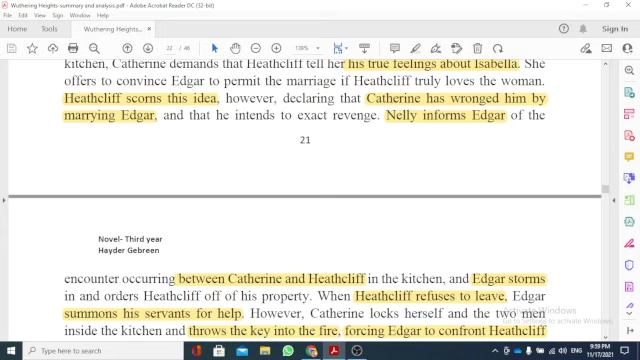 Wuthering Heights-summary and analysis.pdf - Adobe Acrobat Reader DC (32-bit)
File Edit View Sign Window Help
Home Tools Wuthering Heights-... Sign In
22 / 46 139%
kitchen, Catherine demands that Heathcliff tell her his true feelings about Isabella. She
offers to convince Edgar to permit the marriage if Heathcliff truly loves the woman.
Heathcliff scorns this idea, however, declaring that Catherine has wronged him by
marrying Edgar, and that he intends to exact revenge. Nelly informs Edgar of the
21
Novel- Third year
Hayder Gebreen
encounter occurring between Catherine and Heathcliff in the kitchen, and Edgar storms
in and orders Heathcliff off of his property. When Heathcliff refuses to leave, Edgar
summons his servants for help. However, Catherine locks herself and the two men
inside the kitchen and throws the key into the fire, forcing Edgar to confront Heathcliff
Activate Windows
Go to Settings to activate Windows.
Type here to search
ENG
9:59 PM
11/17/2021